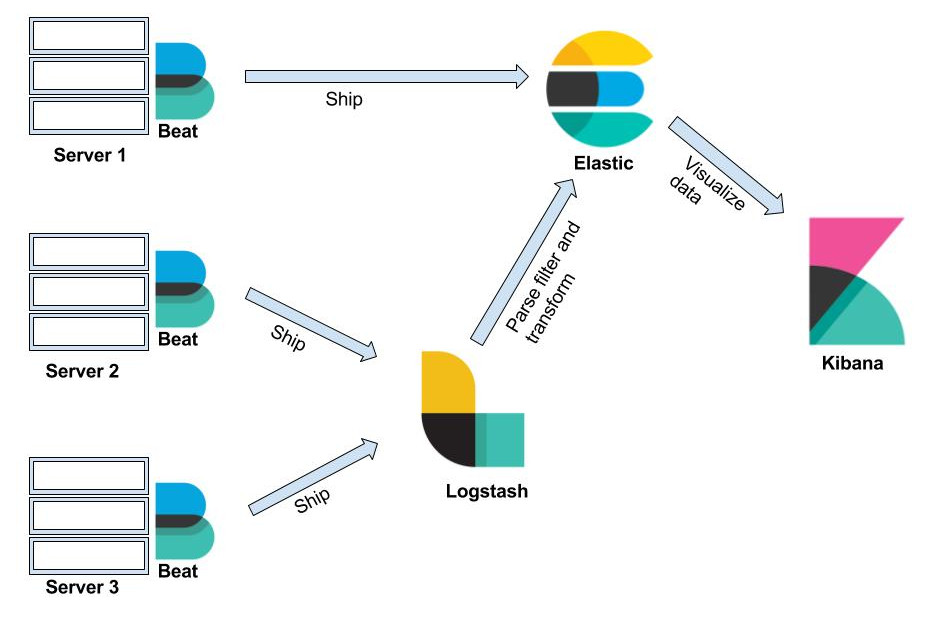 Ship
Beat
Server 1
Elastic
Visualize
data
Ship
Beat
Server 2
Parse filter and
transform
Kibana
Logstash
Ship
Beat
Server 3